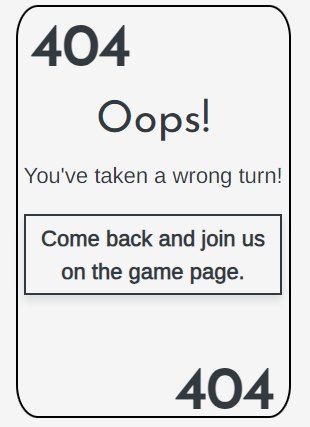 404
Oops!
You've taken a wrong turn!
Come back and join us
on the game page.
404